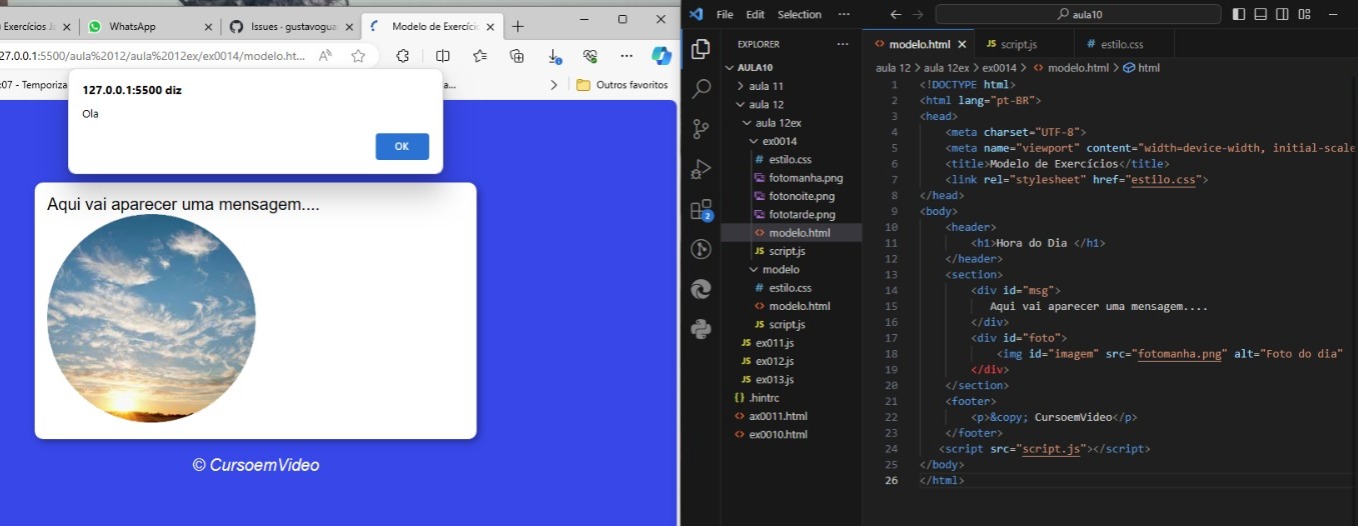 Exercícios Ja
WhatsApp
Issues · gustavogua
Modelo de Exercíci
27.0.0.1:5500/aula%2012/aula%2012ex/ex0014/modelo.ht...
:07 - Temporiza
a...
Outros favoritos
127.0.0.1:5500 diz
Ola
OK
Aqui vai aparecer uma mensagem....
© CursoemVideo
File Edit Selection ···
aula10
EXPLORER ···
AULA10
aula 11
aula 12
aula 12ex
ex0014
# estilo.css
fotomanha.png
fotonoite.png
fototarde.png
<> modelo.html
JS script.js
modelo
# estilo.css
<> modelo.html
JS script.js
JS ex011.js
JS ex012.js
JS ex013.js
{} .hintrc
<> ax0011.html
<> ex0010.html
2
<> modelo.html
JS script.js
# estilo.css
aula 12 > aula 12ex > ex0014 > <> modelo.html > html
1 <!DOCTYPE html>
2 <html lang="pt-BR">
3 <head>
4 <meta charset="UTF-8">
5 <meta name="viewport" content="width=device-width, initial-scale
6 <title>Modelo de Exercícios</title>
7 <link rel="stylesheet" href="estilo.css">
8 </head>
9 <body>
10 <header>
11 <h1>Hora do Dia </h1>
12 </header>
13 <section>
14 <div id="msg">
15 Aqui vai aparecer uma mensagem....
16 </div>
17 <div id="foto">
18 <img id="imagem" src="fotomanha.png" alt="Foto do dia"
19 </div>
20 </section>
21 <footer>
22 <p>&copy; CursoemVideo</p>
23 </footer>
24 <script src="script.js"></script>
25 </body>
26 </html>